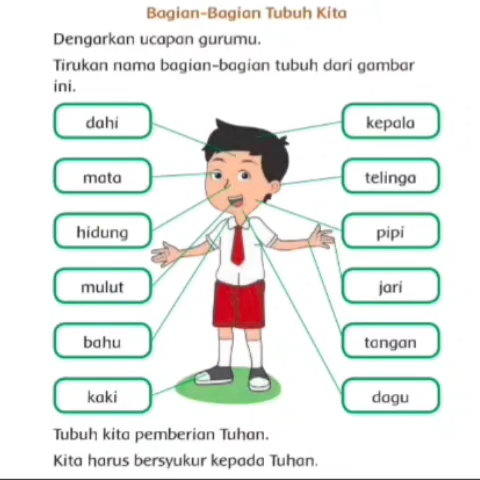 Bagian-Bagian Tubuh Kita
Dengarkan ucapan gurumu.
Tirukan nama bagian-bagian tubuh dari gambar
ini.
dahi
kepala
mata
telinga
hidung
pipi
mulut
jari
bahu
tangan
kaki
dagu
Tubuh kita pemberian Tuhan.
Kita harus bersyukur kepada Tuhan.